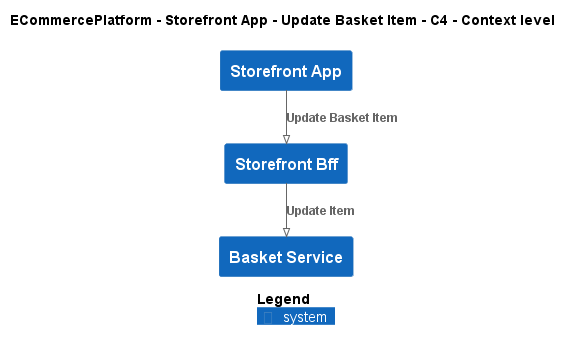 ECommercePlatform - Storefront App - Update Basket Item - C4 - Context level
Storefront App
Update Basket Item
Storefront Bff
Update Item
Basket Service
Legend
system